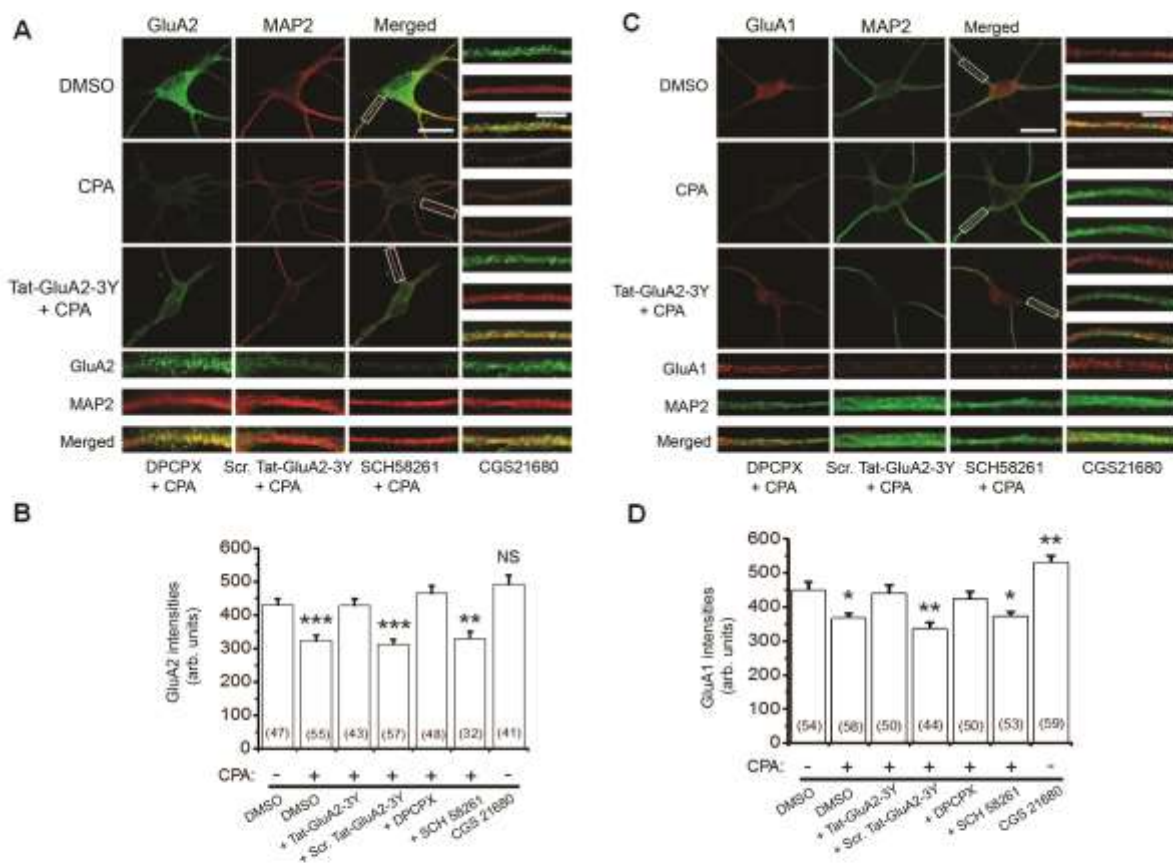 A
GluA2 MAP2 Merged
DMSO
CPA
Tat-GluA2-3Y
+ CPA
GluA2
MAP2
Merged
DPCPX
+ CPA
Scr. Tat-GluA2-3Y
+ CPA
SCH58261
+ CPA
CGS21680
C
GluA1 MAP2 Merged
DMSO
CPA
Tat-GluA2-3Y
+ CPA
GluA1
MAP2
Merged
DPCPX
+ CPA
Scr. Tat-GluA2-3Y
+ CPA
SCH58261
+ CPA
CGS21680
B
GluA2 intensities
(arb. units)
600
500
400
300
200
100
0
*** *** ** NS
(47) (55) (43) (57) (48) (32) (41)
CPA: - + + + + + -
DMSO
DMSO
+ Tat-GluA2-3Y
+ Scr. Tat-GluA2-3Y
+ DPCPX
+ SCH 58261
CGS 21680
D
GluA1 intensities
(arb. units)
600
500
400
300
200
100
0
* ** * **
(54) (58) (50) (44) (50) (53) (59)
CPA: - + + + + + -
DMSO
DMSO
+ Tat-GluA2-3Y
+ Scr. Tat-GluA2-3Y
+ DPCPX
+ SCH 58261
CGS 21680